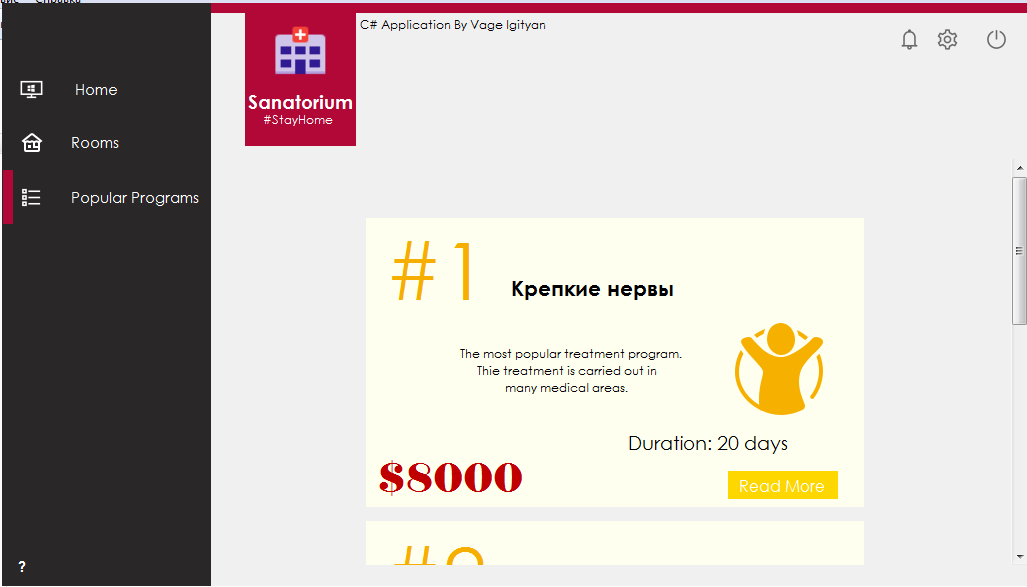 C# Application By Vage Igityan
Sanatorium
#StayHome
Home
Rooms
Popular Programs
#1
Крепкие нервы
The most popular treatment program.
Thie treatment is carried out in
many medical areas.
Duration: 20 days
$8000
Read More
?